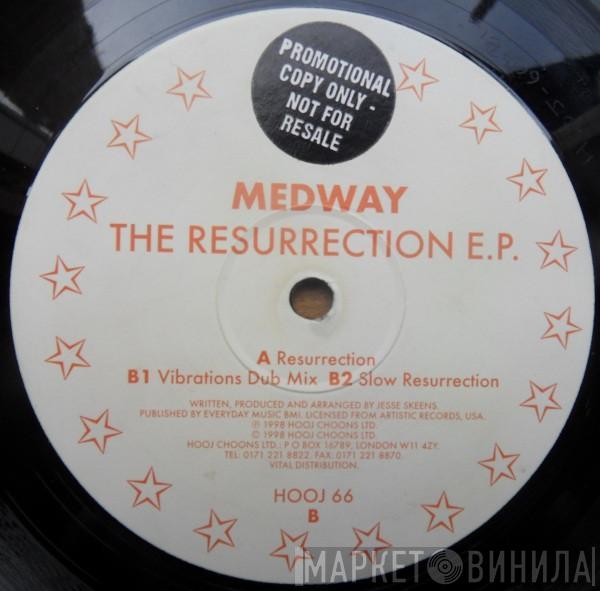 PROMOTIONAL
COPY ONLY -
NOT FOR
RESALE
MEDWAY
THE RESURRECTION E.P.
A Resurrection
B1 Vibrations Dub Mix B2 Slow Resurrection
WRITTEN, PRODUCED AND ARRANGED BY JESSE SKEENS.
PUBLISHED BY EVERYDAY MUSIC BMI. LICENSED FROM ARTISTIC RECORDS, USA.
℗ 1998 HOOJ CHOONS LTD.
© 1998 HOOJ CHOONS LTD.
HOOJ CHOONS LTD.: P O BOX 16789, LONDON W11 4ZY.
TEL: 0171 221 8822. FAX: 0171 221 8870.
VITAL DISTRIBUTION.
HOOJ 66
B
МАРКЕТ ВИНИЛА